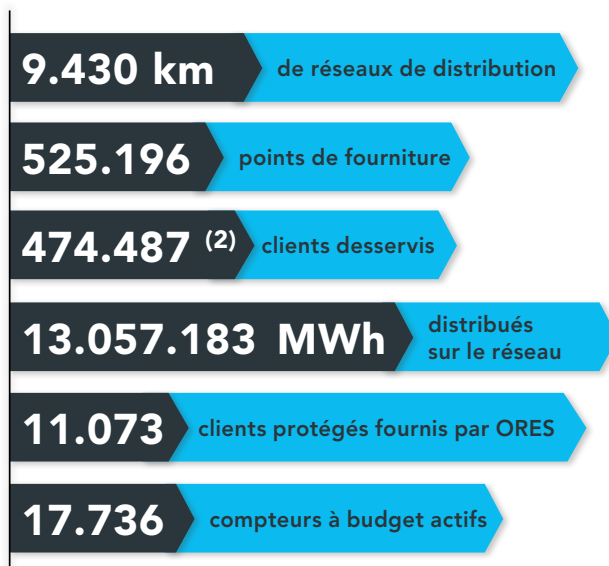 9.430 km de réseaux de distribution
525.196 points de fourniture
474.487 (2) clients desservis
13.057.183 MWh distribués
sur le réseau
11.073 clients protégés fournis par ORES
17.736 compteurs à budget actifs